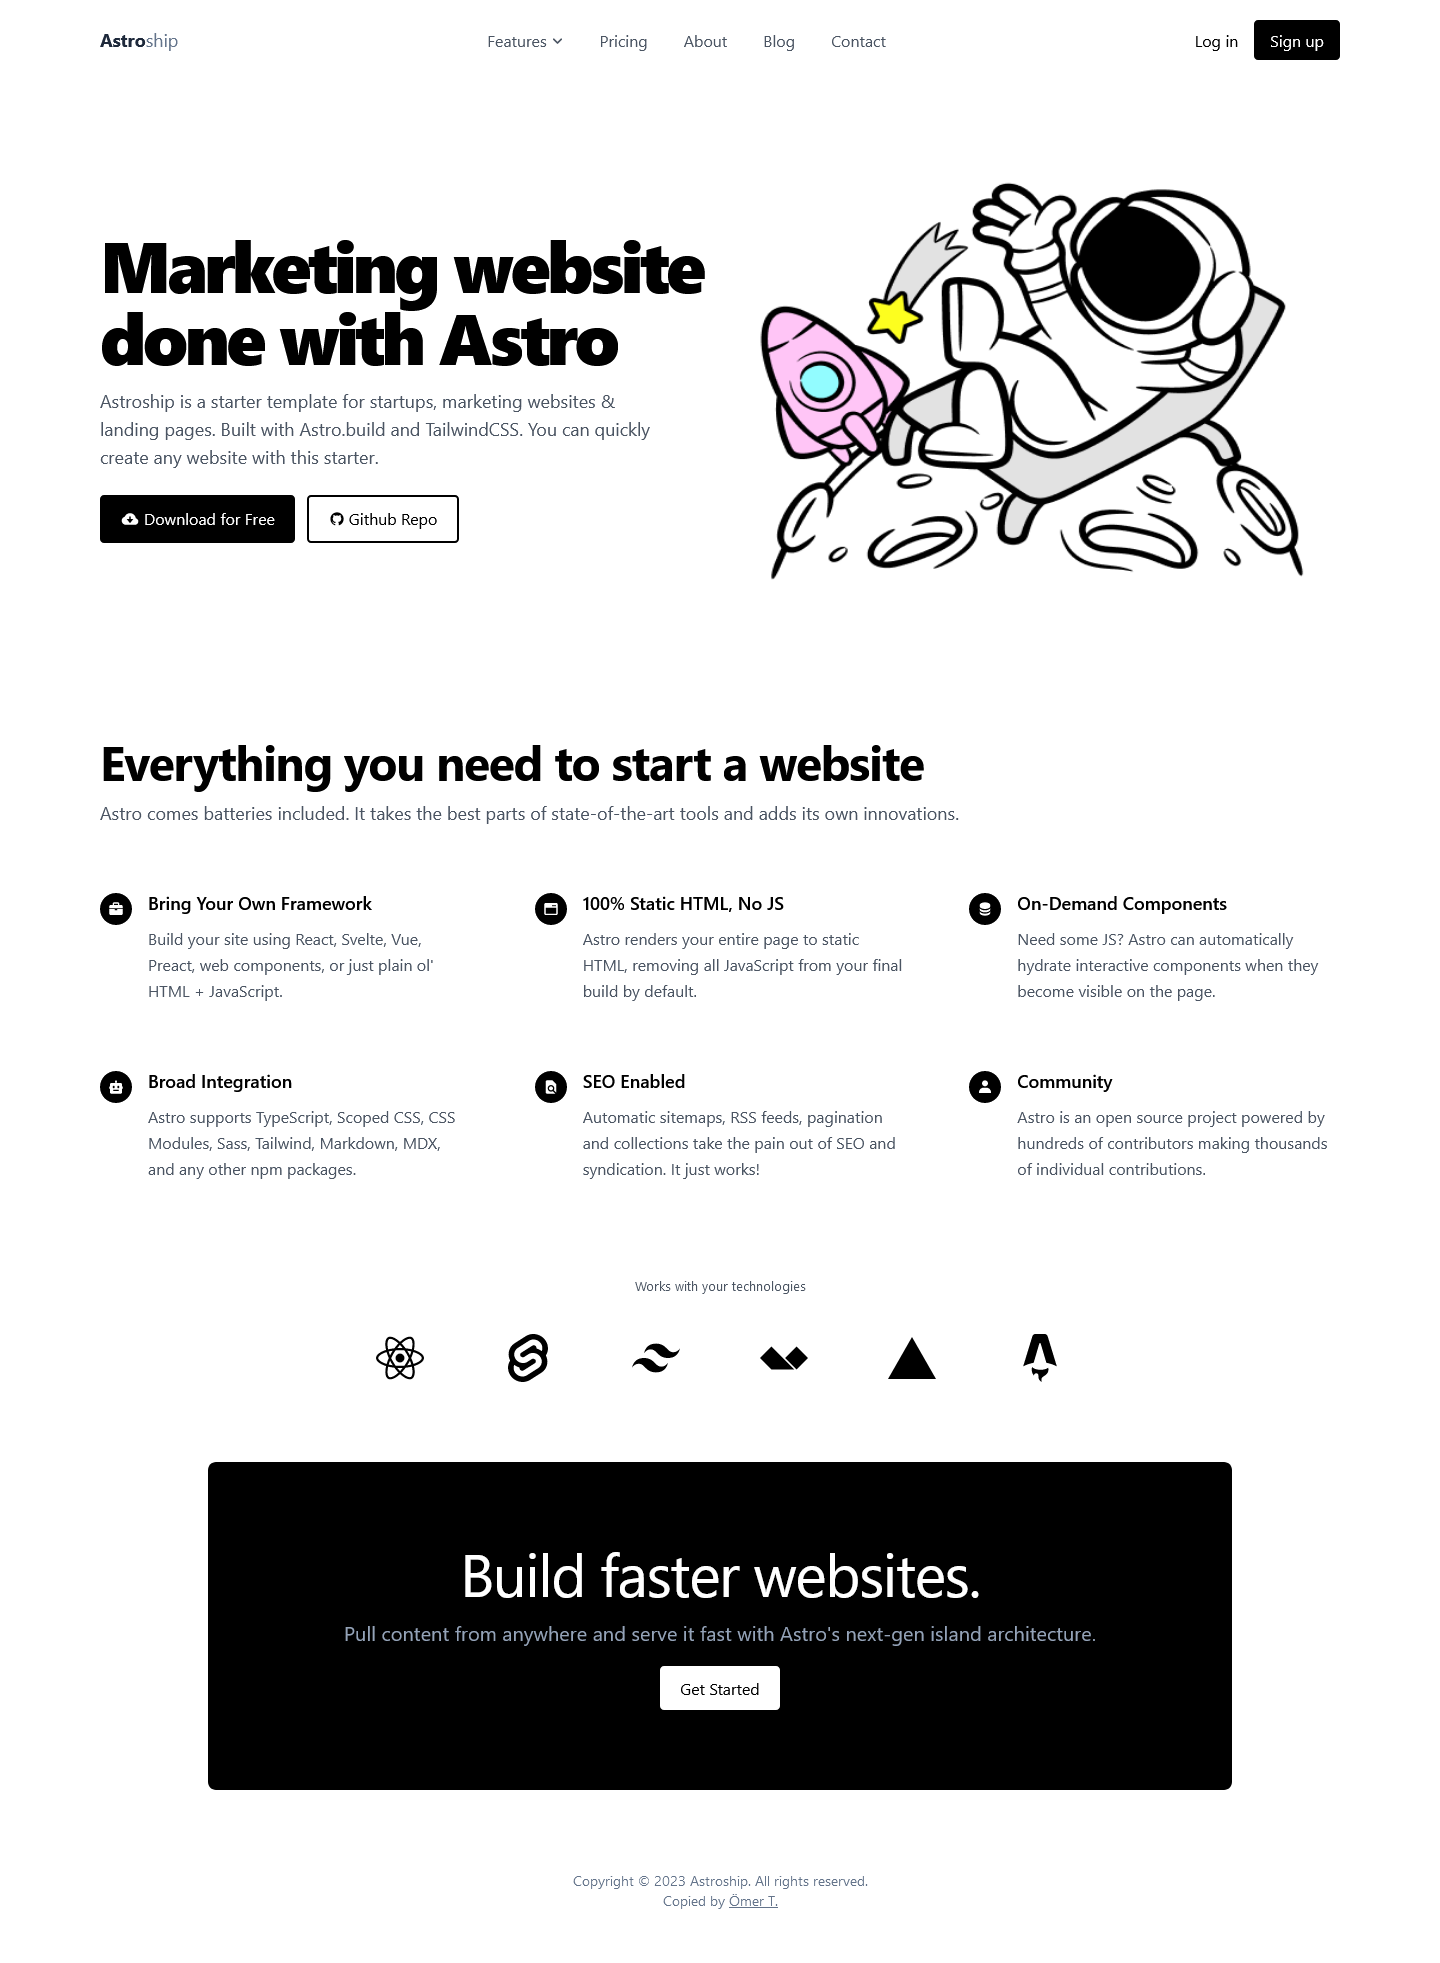 Astroship
Features
Pricing
About
Blog
Contact
Log in
Sign up
Marketing website
done with Astro
Astroship is a starter template for startups, marketing websites &
landing pages. Built with Astro.build and TailwindCSS. You can quickly
create any website with this starter.
Download for Free
Github Repo
Everything you need to start a website
Astro comes batteries included. It takes the best parts of state-of-the-art tools and adds its own innovations.
Bring Your Own Framework
Build your site using React, Svelte, Vue,
Preact, web components, or just plain ol'
HTML + JavaScript.
100% Static HTML, No JS
Astro renders your entire page to static
HTML, removing all JavaScript from your final
build by default.
On-Demand Components
Need some JS? Astro can automatically
hydrate interactive components when they
become visible on the page.
Broad Integration
Astro supports TypeScript, Scoped CSS, CSS
Modules, Sass, Tailwind, Markdown, MDX,
and any other npm packages.
SEO Enabled
Automatic sitemaps, RSS feeds, pagination
and collections take the pain out of SEO and
syndication. It just works!
Community
Astro is an open source project powered by
hundreds of contributors making thousands
of individual contributions.
Works with your technologies
Build faster websites.
Pull content from anywhere and serve it fast with Astro's next-gen island architecture.
Get Started
Copyright © 2023 Astroship. All rights reserved.
Copied by Ömer T.